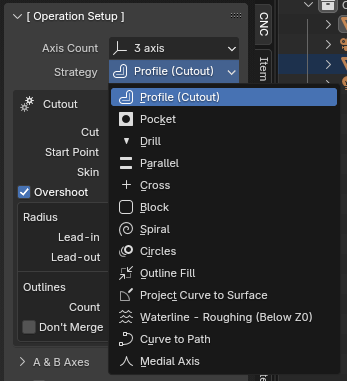 [ Operation Setup ]
CNC
Item
Axis Count 3 axis
Strategy Profile (Cutout)
Profile (Cutout)
Pocket
Drill
Parallel
Cross
Block
Spiral
Circles
Outline Fill
Project Curve to Surface
Waterline - Roughing (Below Z0)
Curve to Path
Medial Axis
Cutout
Cut
Start Point
Skin
Overshoot
Radius
Lead-in
Lead-out
Outlines
Count
Don't Merge
A & B Axes